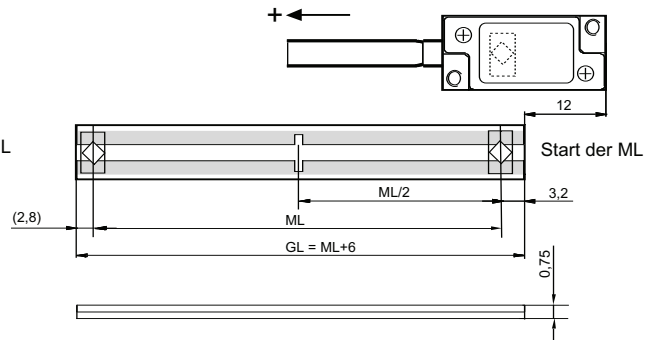 +
12
L
Start der ML
ML/2
3,2
(2,8)
ML
GL = ML+6
0,75